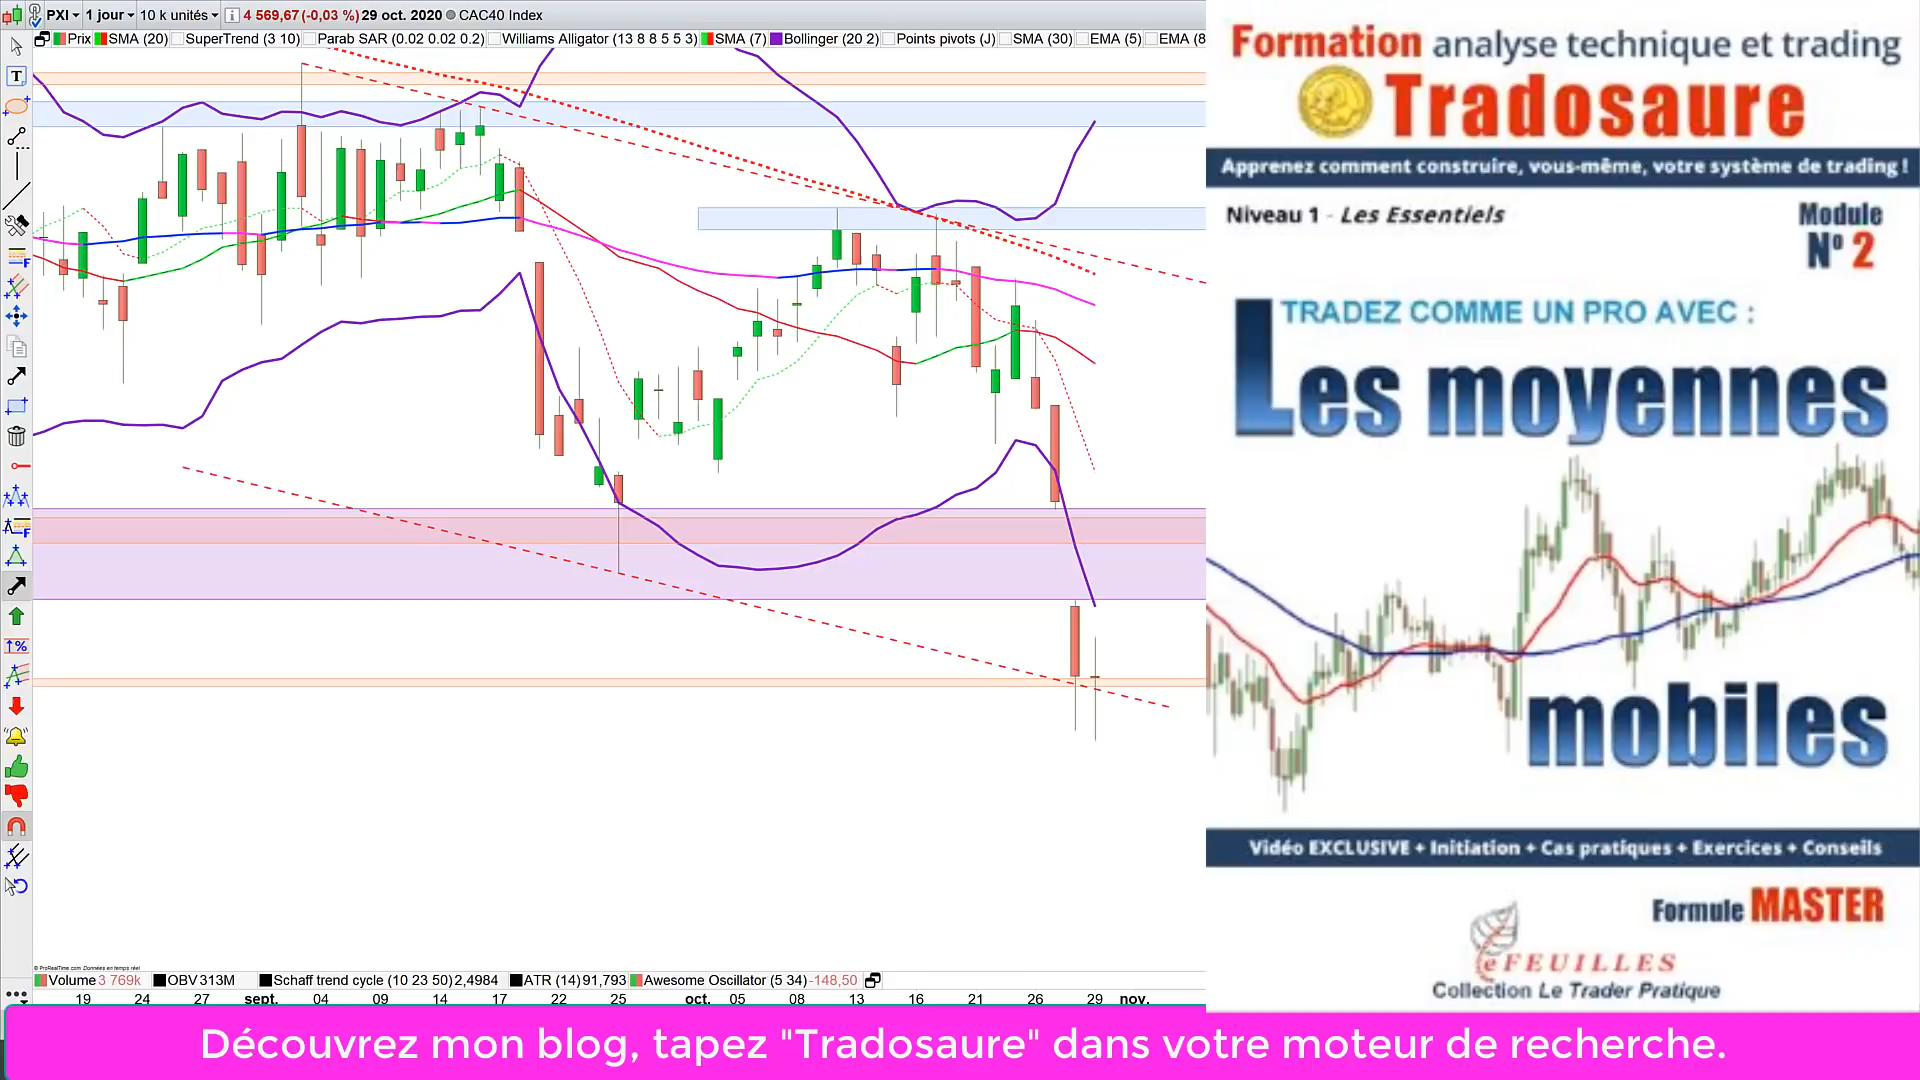 PXI 1 jour 10 k unités 4 569,67 (-0,03 %) 29 oct. 2020 CAC40 Index
Prix SMA (20) SuperTrend (3 10) Parab SAR (0.02 0.02 0.2) Williams Alligator (13 8 8 5 5 3) SMA (7) Bollinger (20 2) Points pivots (J) SMA (30) EMA (5) EMA (8
© ProRealTime.com Données en temps réel
Volume 3 769k OBV 313M Schaff trend cycle (10 23 50) 2,4984 ATR (14) 91,793 Awesome Oscillator (5 34) -148,50
19 24 27 sept. 04 09 14 17 22 25 oct. 05 08 13 16 21 26 29 nov.
Formation analyse technique et trading
Tradosaure
Apprenez comment construire, vous-même, votre système de trading !
Niveau 1 - Les Essentiels
Module
N° 2
TRADEZ COMME UN PRO AVEC :
Les moyennes
mobiles
Vidéo EXCLUSIVE + Initiation + Cas pratiques + Exercices + Conseils
Formule MASTER
eFEUILLES
Collection Le Trader Pratique
Découvrez mon blog, tapez "Tradosaure" dans votre moteur de recherche.